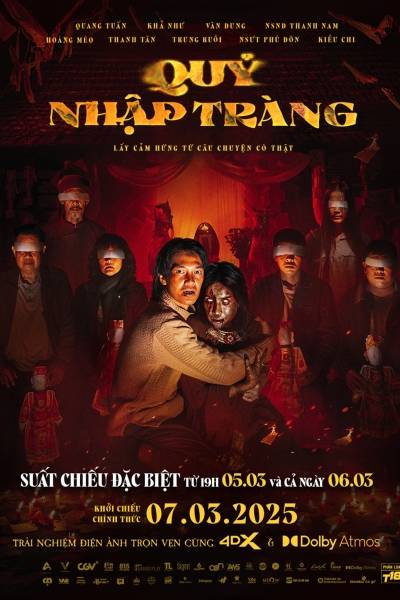 QUANG TUẤN KHẢ NHƯ VÂN DUNG NSND THANH NAM
HOÀNG MÈO THANH TÂN TRUNG RUỒI NSƯT PHÚ ĐÔN KIỀU CHI
QUỶ
NHẬP TRÀNG
LẤY CẢM HỨNG TỪ CÂU CHUYỆN CÓ THẬT
SUẤT CHIẾU ĐẶC BIỆT TỪ 19H 05.03 VÀ CẢ NGÀY 06.03
KHỞI CHIẾU
CHÍNH THỨC 07.03.2025
TRẢI NGHIỆM ĐIỆN ẢNH TRỌN VẸN CÙNG 4DX & Dolby Atmos
CGV
T18